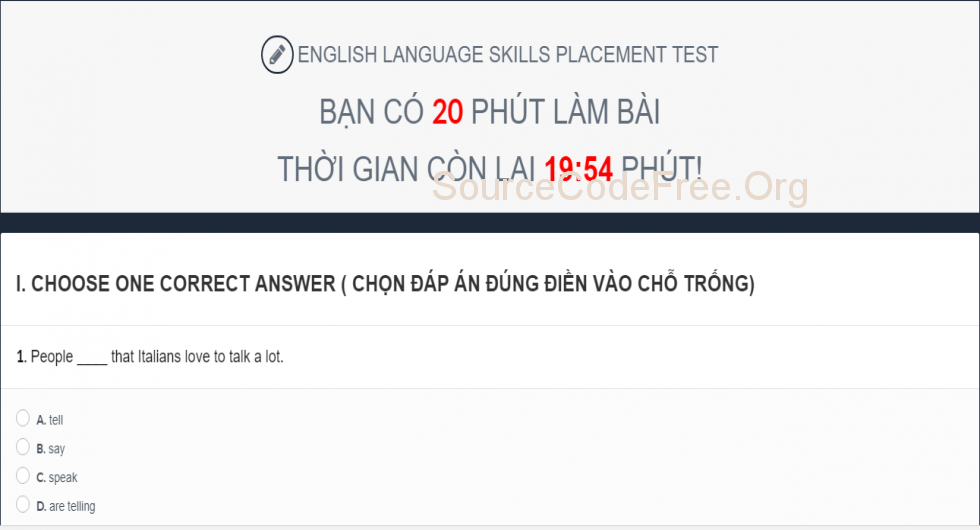 ENGLISH LANGUAGE SKILLS PLACEMENT TEST
BẠN CÓ 20 PHÚT LÀM BÀI
THỜI GIAN CÒN LẠI 19:54 PHÚT!
SourceCodeFree.Org
I. CHOOSE ONE CORRECT ANSWER ( CHỌN ĐÁP ÁN ĐÚNG ĐIỀN VÀO CHỖ TRỐNG)
1. People ____ that Italians love to talk a lot.
A. tell
B. say
C. speak
D. are telling